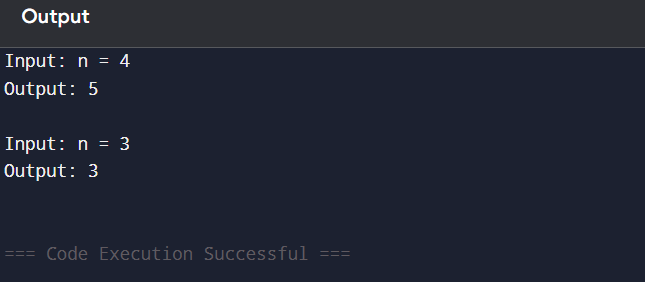 Output
Input: n = 4
Output: 5
Input: n = 3
Output: 3
=== Code Execution Successful ===